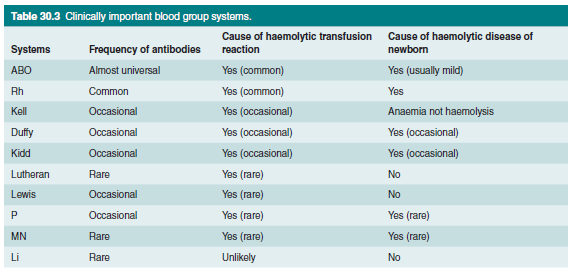 Table 30.3 Clinically important blood group systems.
Systems Frequency of antibodies Cause of haemolytic transfusion reaction Cause of haemolytic disease of newborn
ABO Almost universal Yes (common) Yes (usually mild)
Rh Common Yes (common) Yes
Kell Occasional Yes (occasional) Anaemia not haemolysis
Duffy Occasional Yes (occasional) Yes (occasional)
Kidd Occasional Yes (occasional) Yes (occasional)
Lutheran Rare Yes (rare) No
Lewis Occasional Yes (rare) No
P Occasional Yes (rare) Yes (rare)
MN Rare Yes (rare) Yes (rare)
Li Rare Unlikely No